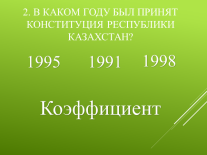 2. В КАКОМ ГОДУ БЫЛ ПРИНЯТ
КОНСТИТУЦИЯ РЕСПУБЛИКИ
КАЗАХСТАН?
1995 1991 1998
Коэффициент